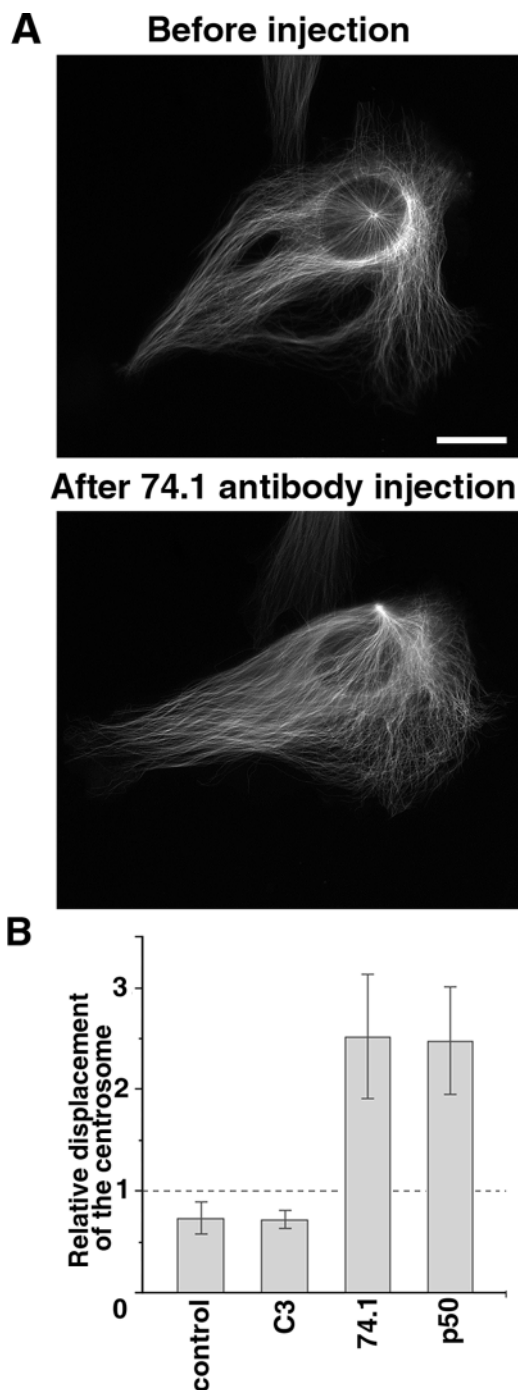 A
Before injection
After 74.1 antibody injection
B
Relative displacement
of the centrosome
3
2
1
0
control
C3
74.1
p50